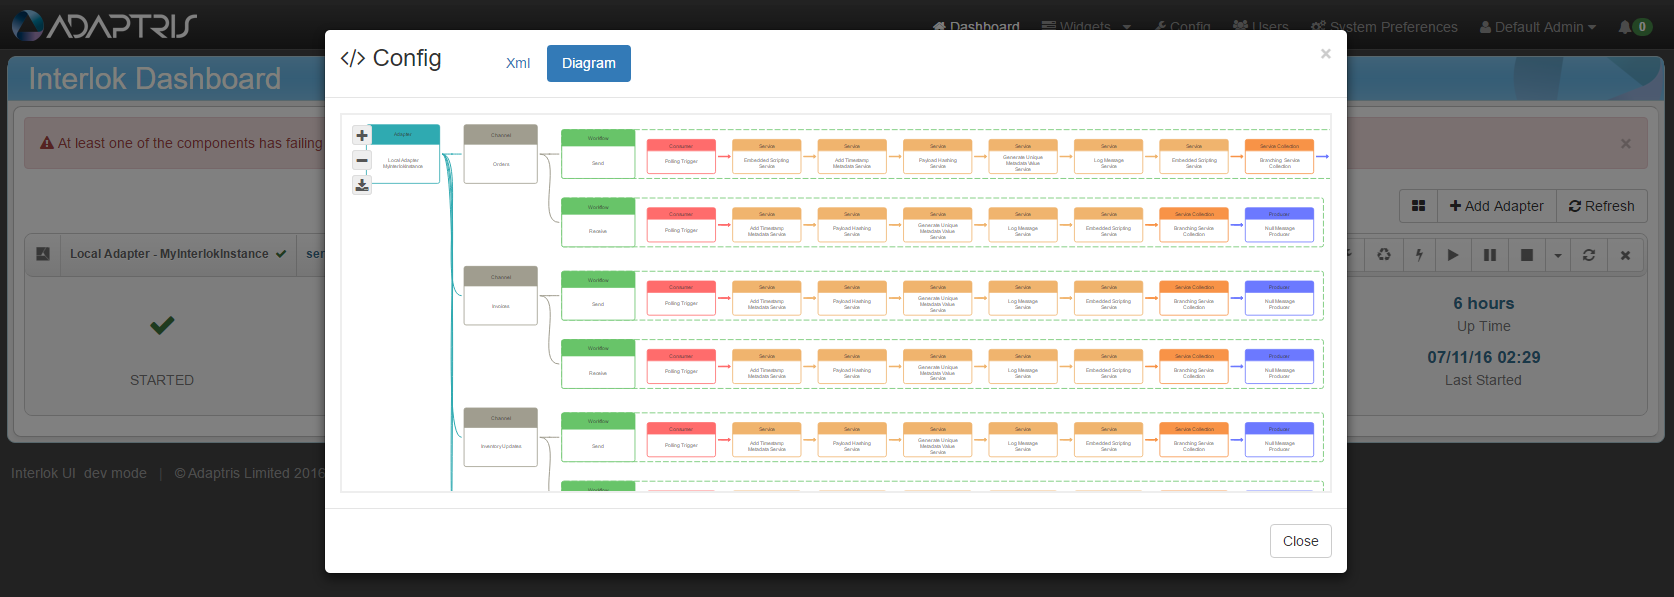 ADAPTRIS
Dashboard
Widgets
Config
Users
System Preferences
Default Admin
0
Interlok Dashboard
At least one of the components has failing
Add Adapter
Refresh
Local Adapter - MyInterlokInstance
ser
STARTED
6 hours
Up Time
07/11/16 02:29
Last Started
Interlok UI dev mode | © Adaptris Limited 2016
</> Config
Xml
Diagram
×
Adapter
Local Adapter
MyInterlokInstance
Channel
Orders
Workflow
Send
Consumer
Polling Trigger
Service
Embedded Scripting
Service
Service
Add Timestamp
Metadata Service
Service
Payload Hashing
Service
Service
Generate Unique
Metadata Value
Service
Service
Log Message
Service
Service
Embedded Scripting
Service
Service Collection
Branching Service
Collection
Workflow
Receive
Consumer
Polling Trigger
Service
Add Timestamp
Metadata Service
Service
Payload Hashing
Service
Service
Generate Unique
Metadata Value
Service
Service
Log Message
Service
Service
Embedded Scripting
Service
Service Collection
Branching Service
Collection
Producer
Null Message
Producer
Channel
Invoices
Workflow
Send
Consumer
Polling Trigger
Service
Add Timestamp
Metadata Service
Service
Payload Hashing
Service
Service
Generate Unique
Metadata Value
Service
Service
Log Message
Service
Service
Embedded Scripting
Service
Service Collection
Branching Service
Collection
Producer
Null Message
Producer
Workflow
Receive
Consumer
Polling Trigger
Service
Add Timestamp
Metadata Service
Service
Payload Hashing
Service
Service
Generate Unique
Metadata Value
Service
Service
Log Message
Service
Service
Embedded Scripting
Service
Service Collection
Branching Service
Collection
Producer
Null Message
Producer
Channel
Inventory Updates
Workflow
Send
Consumer
Polling Trigger
Service
Add Timestamp
Metadata Service
Service
Payload Hashing
Service
Service
Generate Unique
Metadata Value
Service
Service
Log Message
Service
Service
Embedded Scripting
Service
Service Collection
Branching Service
Collection
Producer
Null Message
Producer
Workflow
Close